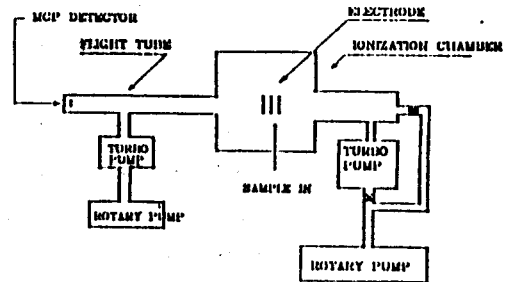 MCP DETECTOR
FLIGHT TUBE
ELECTRODE
IONIZATION CHAMBER
TURBO
PUMP
TURBO
PUMP
SAMPLE IN
ROTARY PUMP
ROTARY PUMP